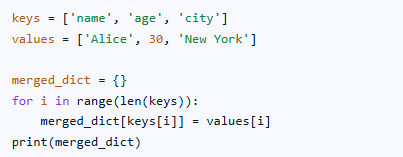 keys = ['name', 'age', 'city']
values = ['Alice', 30, 'New York']

merged_dict = {}
for i in range(len(keys)):
    merged_dict[keys[i]] = values[i]
print(merged_dict)